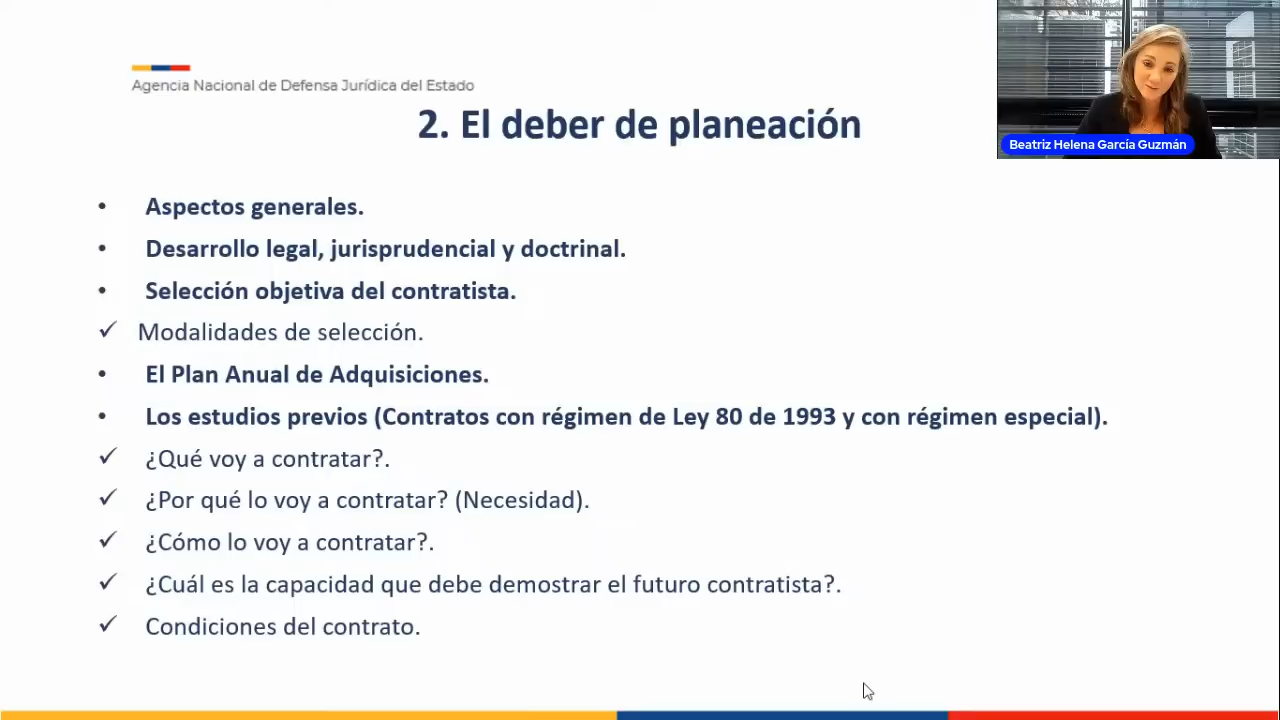 Agencia Nacional de Defensa Jurídica del Estado
2. El deber de planeación
Beatriz Helena García Guzmán
• Aspectos generales.
• Desarrollo legal, jurisprudencial y doctrinal.
• Selección objetiva del contratista.
✓ Modalidades de selección.
• El Plan Anual de Adquisiciones.
• Los estudios previos (Contratos con régimen de Ley 80 de 1993 y con régimen especial).
✓ ¿Qué voy a contratar?.
✓ ¿Por qué lo voy a contratar? (Necesidad).
✓ ¿Cómo lo voy a contratar?.
✓ ¿Cuál es la capacidad que debe demostrar el futuro contratista?.
✓ Condiciones del contrato.